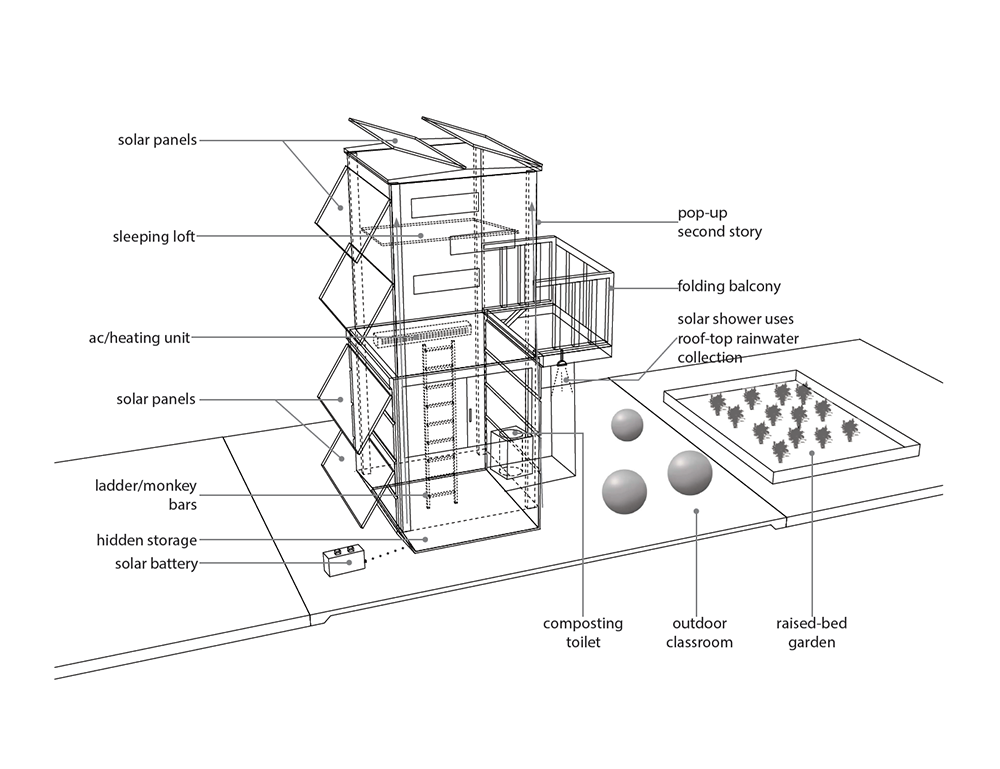 solar panels
sleeping loft
ac/heating unit
solar panels
ladder/monkey
bars
hidden storage
solar battery
pop-up
second story
folding balcony
solar shower uses
roof-top rainwater
collection
composting
toilet
outdoor
classroom
raised-bed
garden